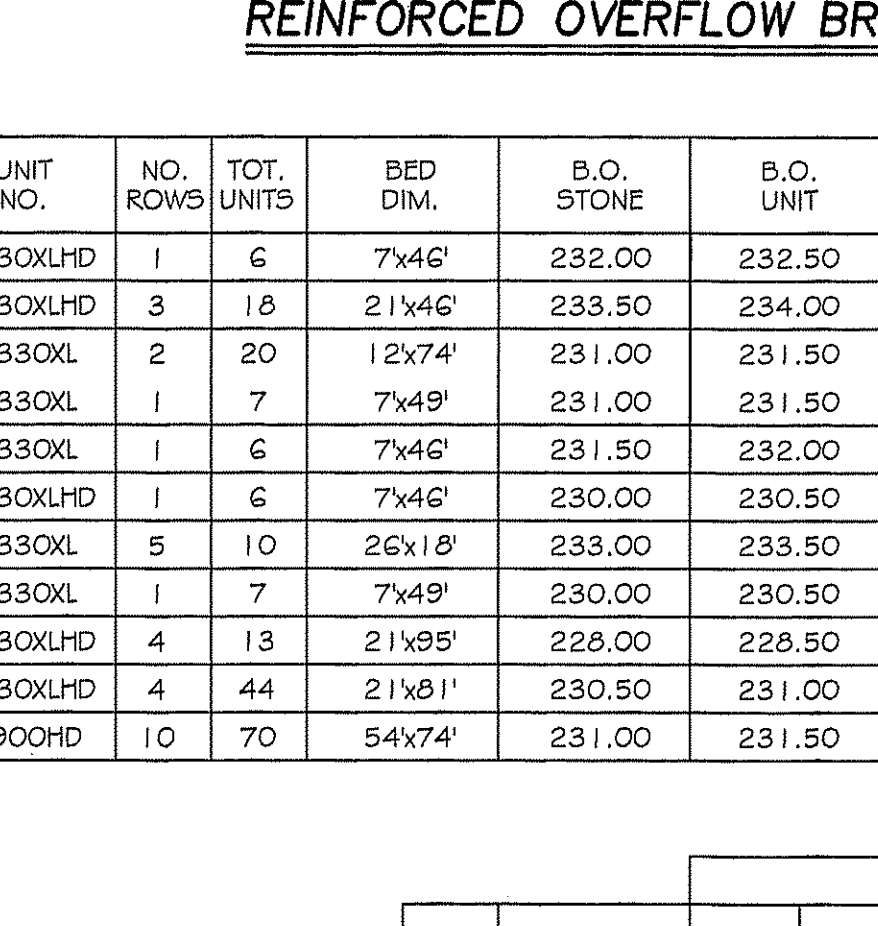 REINFORCED OVERFLOW BR
UNIT NO. NO. ROWS TOT. UNITS BED DIM. B.O. STONE B.O. UNIT
30XLHD 1 6 7'x46' 232.00 232.50
30XLHD 3 18 21'x46' 233.50 234.00
330XL 2 20 12'x74' 231.00 231.50
330XL 1 7 7'x49' 231.00 231.50
330XL 1 6 7'x46' 231.50 232.00
30XLHD 1 6 7'x46' 230.00 230.50
330XL 5 10 26'x18' 233.00 233.50
330XL 1 7 7'x49' 230.00 230.50
30XLHD 4 13 21'x95' 228.00 228.50
30XLHD 4 44 21'x81' 230.50 231.00
900HD 10 70 54'x74' 231.00 231.50